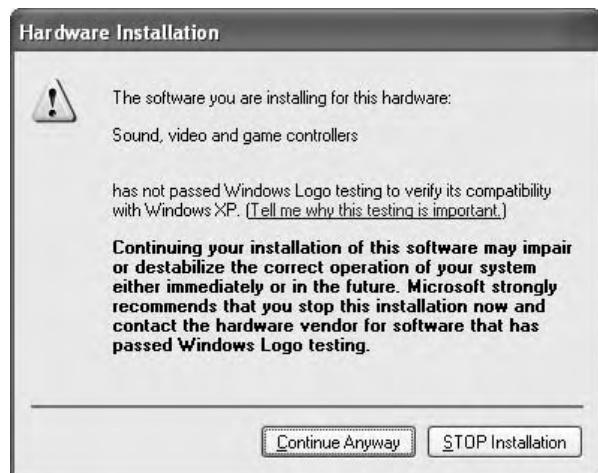 Hardware Installation
The software you are installing for this hardware:
Sound, video and game controllers
has not passed Windows Logo testing to verify its compatibility
with Windows XP. (Tell me why this testing is important.)
Continuing your installation of this software may impair
or destabilize the correct operation of your system
either immediately or in the future. Microsoft strongly
recommends that you stop this installation now and
contact the hardware vendor for software that has
passed Windows Logo testing.
Continue Anyway
STOP Installation